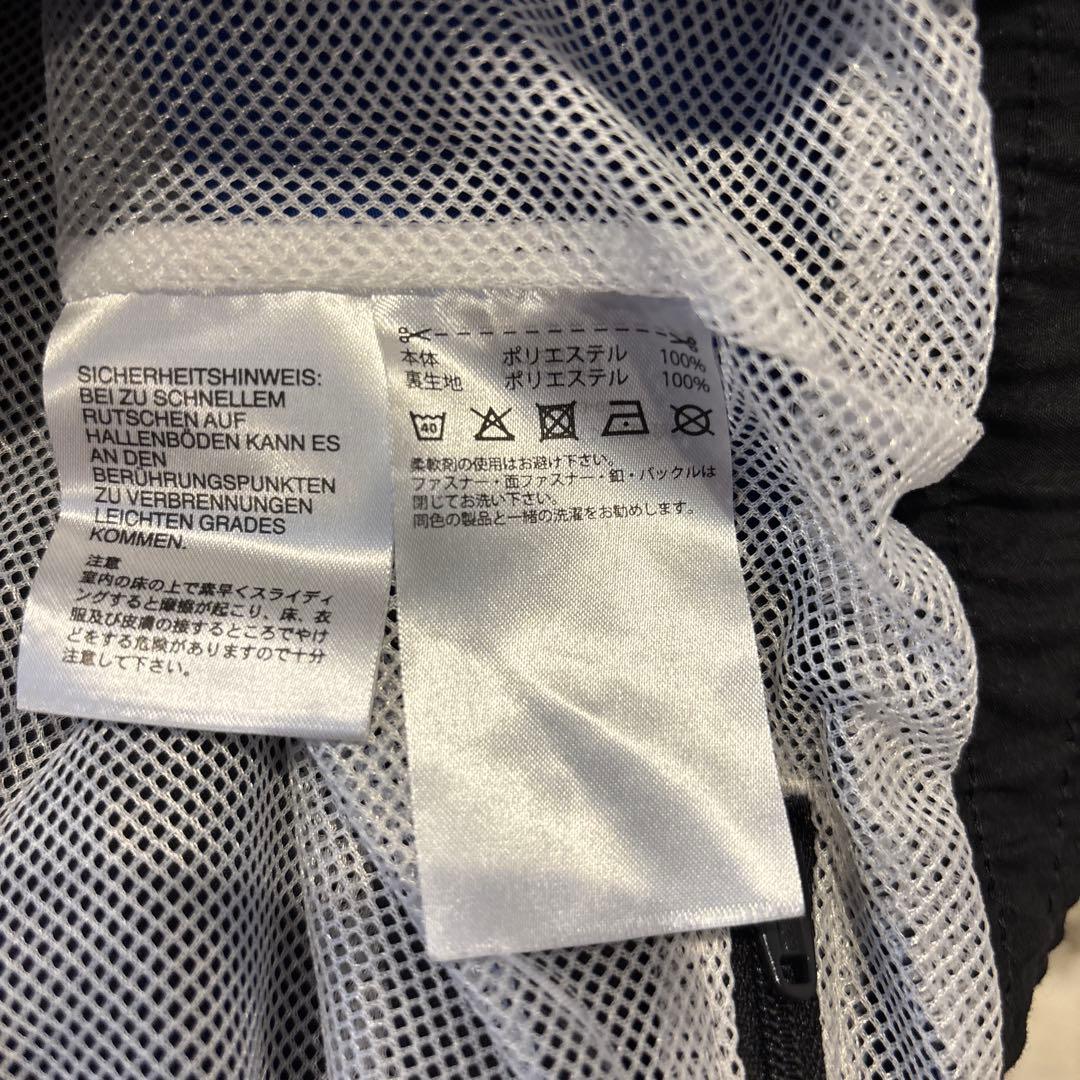 SICHERHEITSHINWEIS:
BEI ZU SCHNELLEM
RUTSCHEN AUF
HALLENBÖDEN KANN ES
AN DEN
BERÜHRUNGSPUNKTEN
ZU VERBRENNUNGEN
LEICHTEN GRADES
KOMMEN.
注意
室内の床の上で素早くスライディ
ングすると摩擦が起こり、床、衣
服及び皮膚の接するところでやけ
どをする危険がありますので十分
注意して下さい。
本体 ポリエステル 100%
裏生地 ポリエステル 100%
40
柔軟剤の使用はお避け下さい。
ファスナー・面ファスナー・釦・バックルは
閉じてお洗い下さい。
同色の製品と一緒の洗濯をお勧めします。